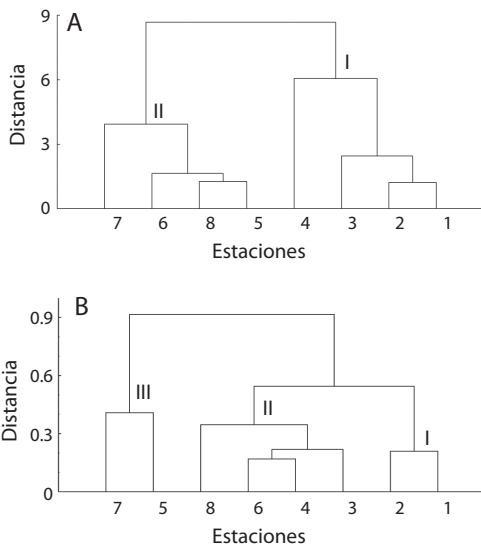 A
9
6
3
0
Distancia
I
II
7 6 8 5 4 3 2 1
Estaciones
B
0.9
0.6
0.3
0
Distancia
III
II
I
7 5 8 6 4 3 2 1
Estaciones